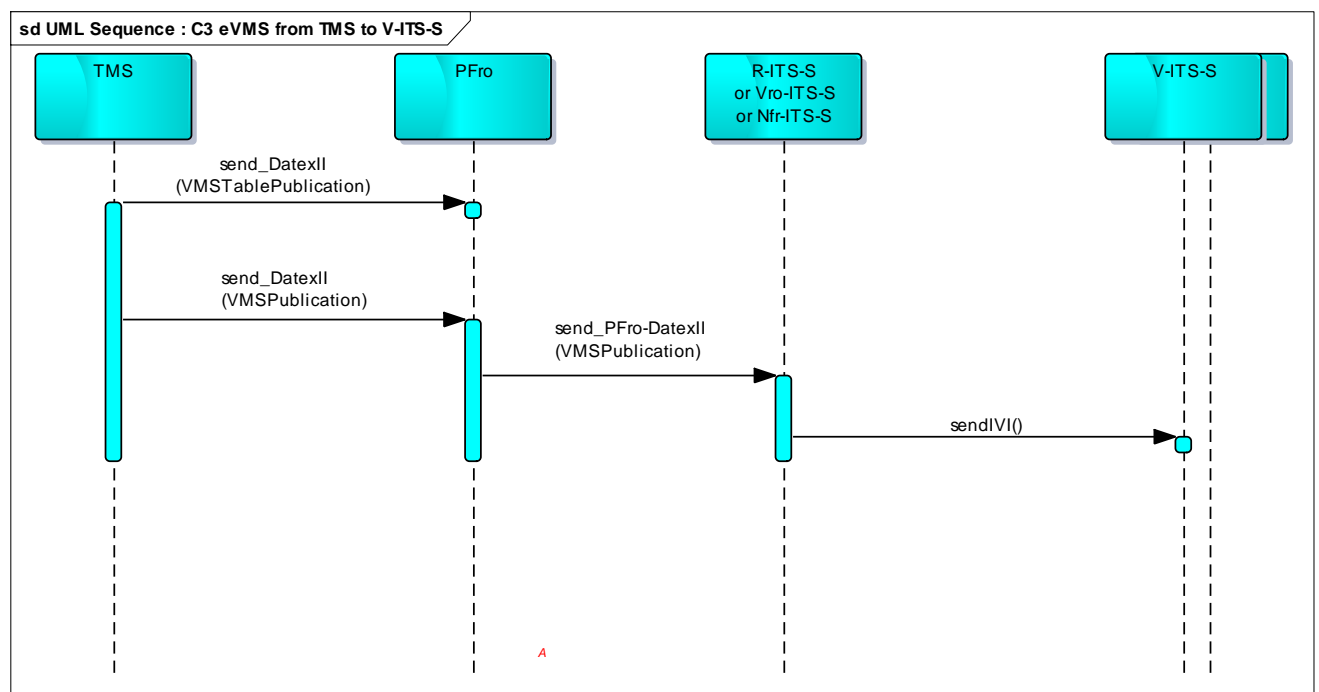 sd UML Sequence : C3 eVMS from TMS to V-ITS-S
TMS
PFro
R-ITS-S
or Vro-ITS-S
or Nfr-ITS-S
V-ITS-S
send_DatexII
(VMSTablePublication)
send_DatexII
(VMSPublication)
send_PFro-DatexII
(VMSPublication)
sendIVI()
A